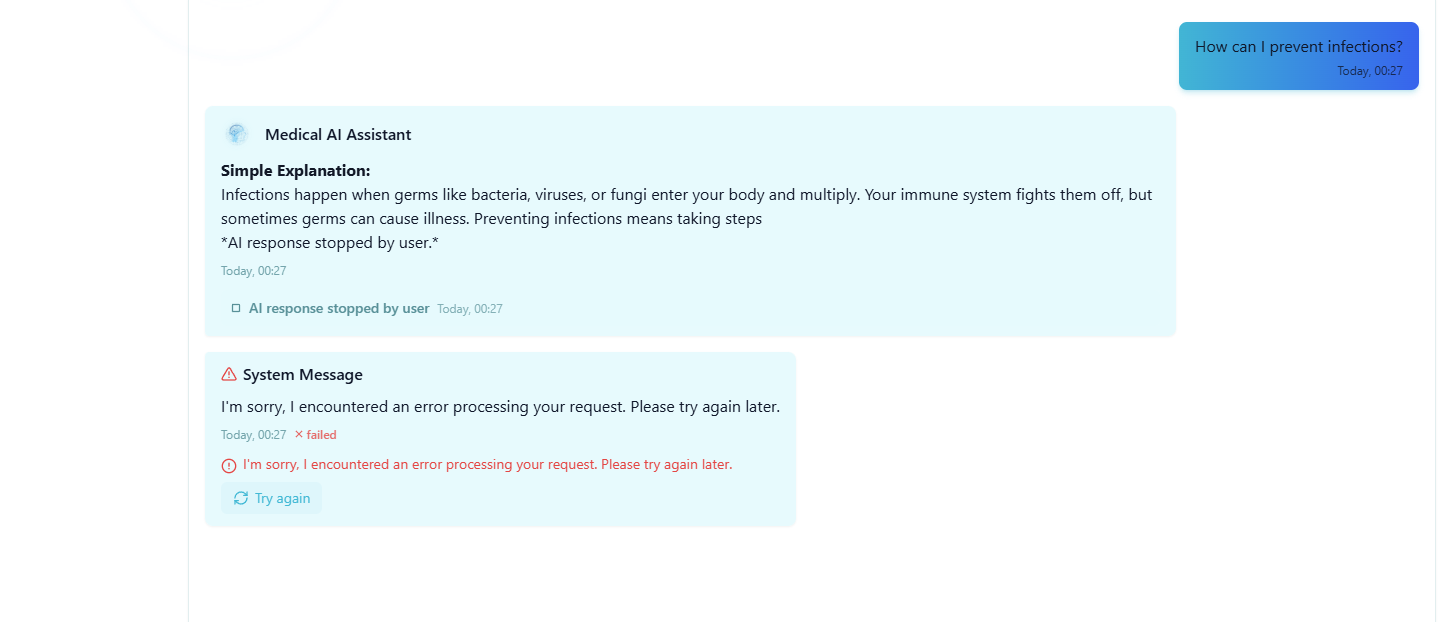 How can I prevent infections?
Today, 00:27
Medical AI Assistant
Simple Explanation:
Infections happen when germs like bacteria, viruses, or fungi enter your body and multiply. Your immune system fights them off, but
sometimes germs can cause illness. Preventing infections means taking steps
*AI response stopped by user.*
Today, 00:27
AI response stopped by user Today, 00:27
System Message
I'm sorry, I encountered an error processing your request. Please try again later.
Today, 00:27 × failed
I'm sorry, I encountered an error processing your request. Please try again later.
Try again